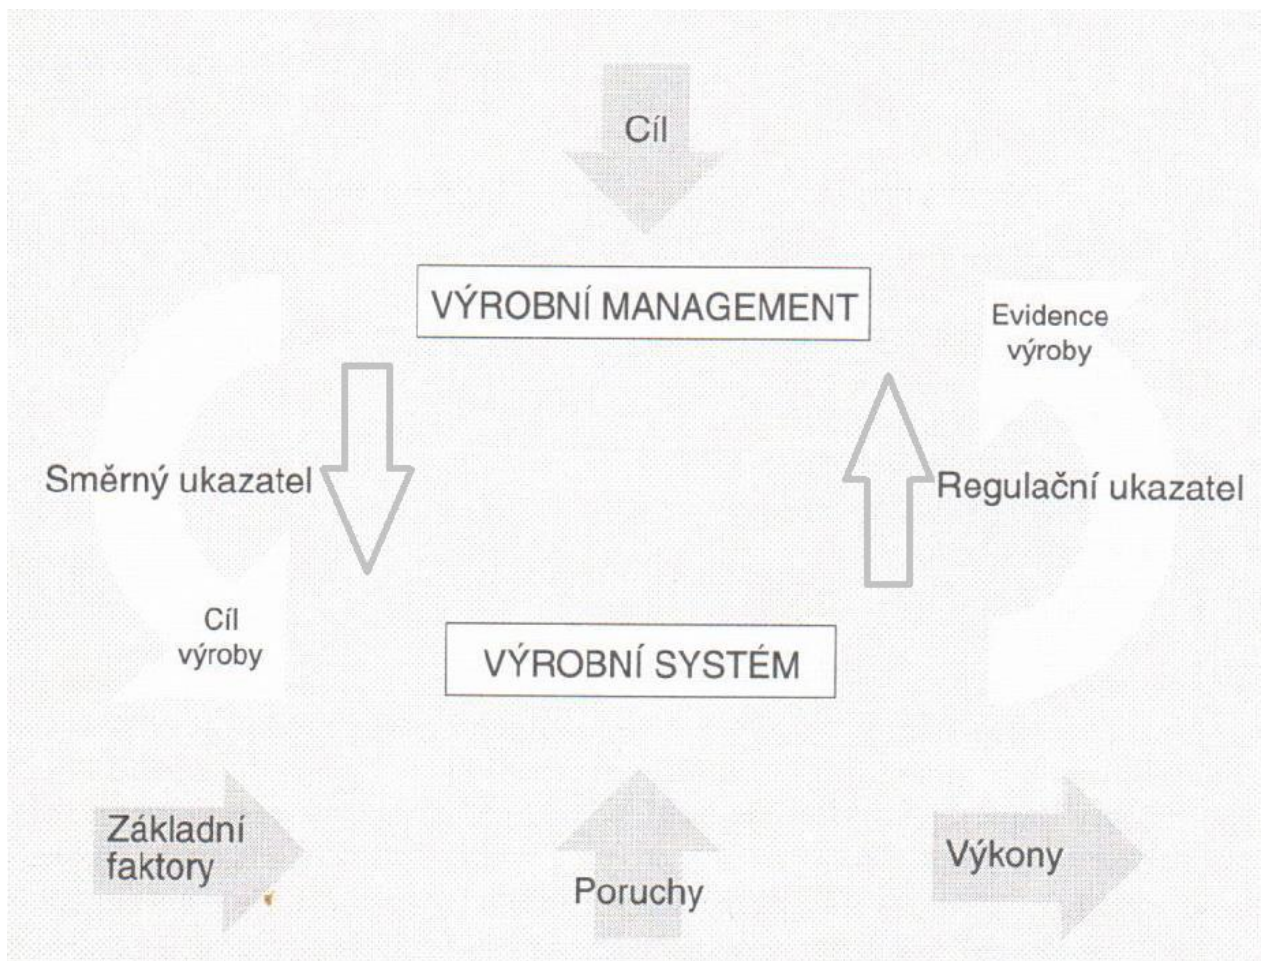 Cíl
VÝROBNÍ MANAGEMENT
Evidence
výroby
Směrný ukazatel
Regulační ukazatel
Cíl
výroby
VÝROBNÍ SYSTÉM
Základní
faktory
Poruchy
Výkony